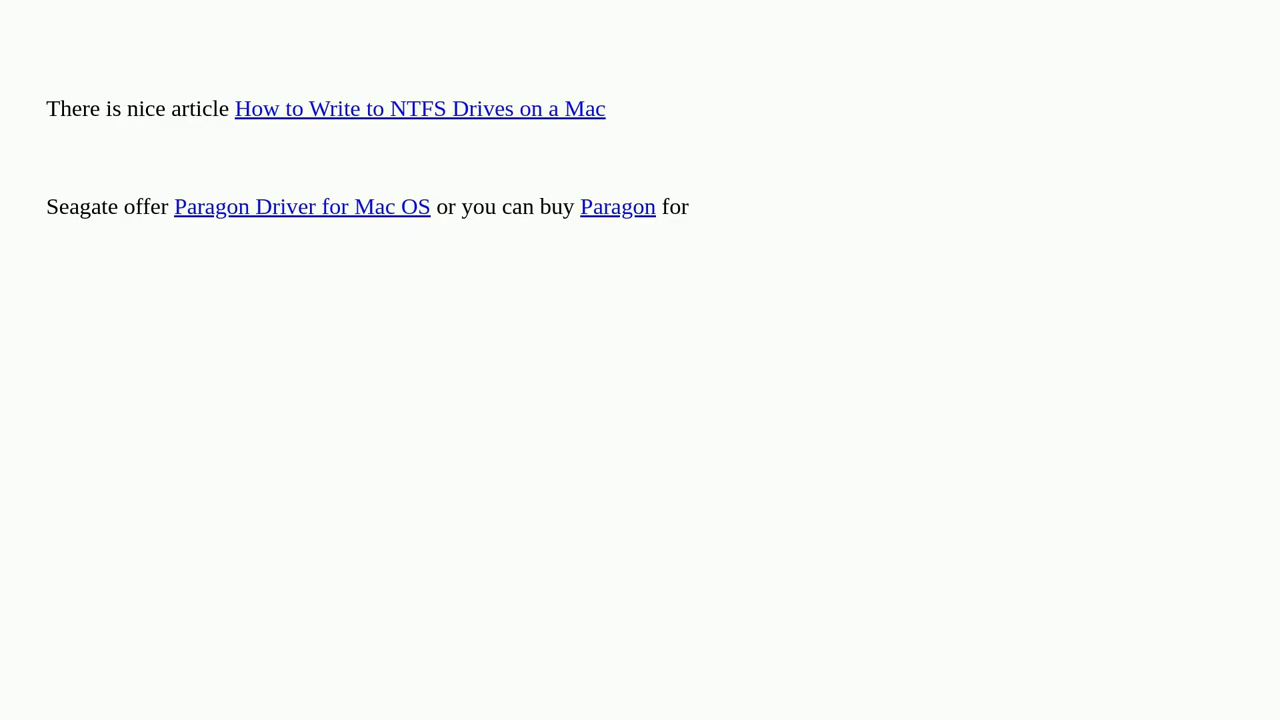 There is nice article How to Write to NTFS Drives on a Mac
Seagate offer Paragon Driver for Mac OS or you can buy Paragon for